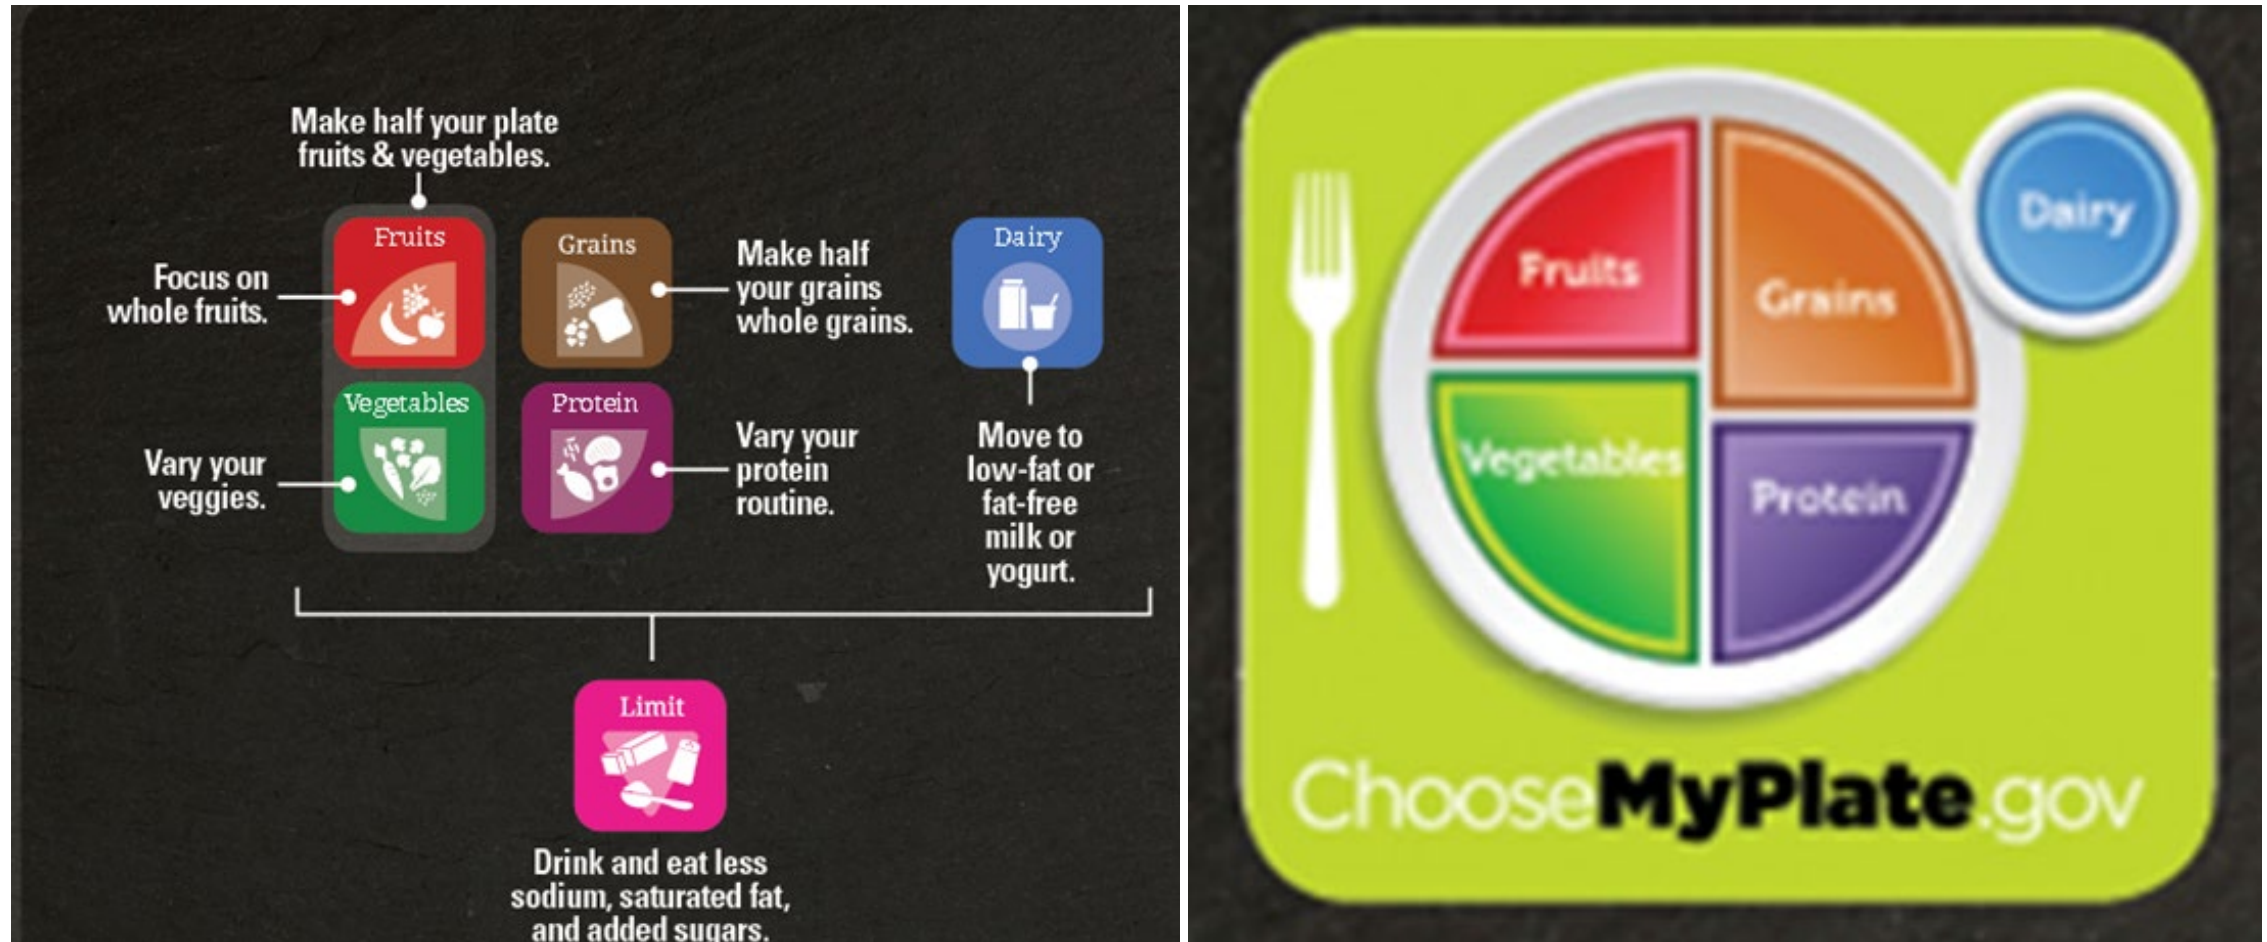 Make half your plate
fruits & vegetables.
Fruits
Grains
Dairy
Focus on
whole fruits.
Make half
your grains
whole grains.
Vegetables
Protein
Vary your
veggies.
Vary your
protein
routine.
Move to
low-fat or
fat-free
milk or
yogurt.
Limit
Drink and eat less
sodium, saturated fat,
and added sugars.
Fruits
Grains
Dairy
Vegetables
Protein
ChooseMyPlate.gov